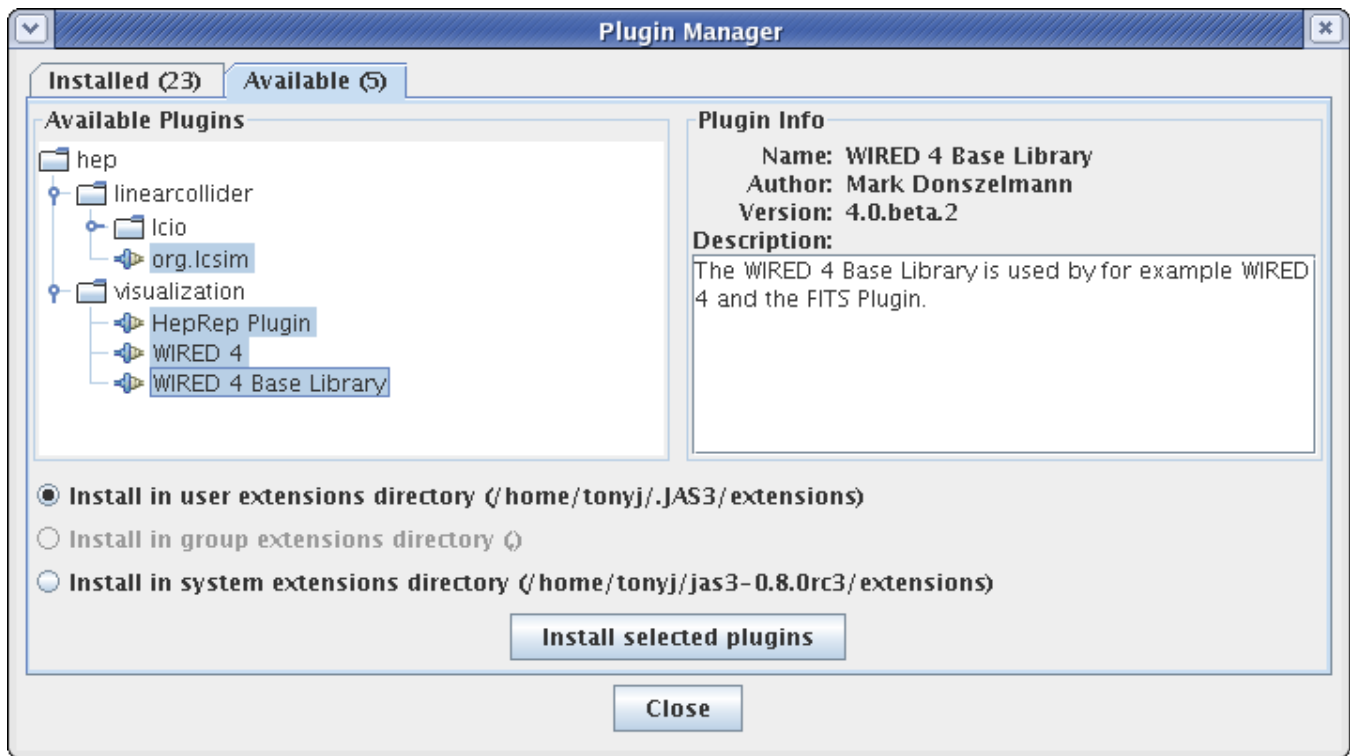 Plugin Manager
Installed (23)
Available (5)
Available Plugins
hep
linearcollider
lcio
org.lcsim
visualization
HepRep Plugin
WIRED 4
WIRED 4 Base Library
Plugin Info
Name: WIRED 4 Base Library
Author: Mark Donszelmann
Version: 4.0.beta.2
Description:
The WIRED 4 Base Library is used by for example WIRED
4 and the FITS Plugin.
Install in user extensions directory (/home/tonyj/.JAS3/extensions)
Install in group extensions directory ()
Install in system extensions directory (/home/tonyj/jas3-0.8.0rc3/extensions)
Install selected plugins
Close